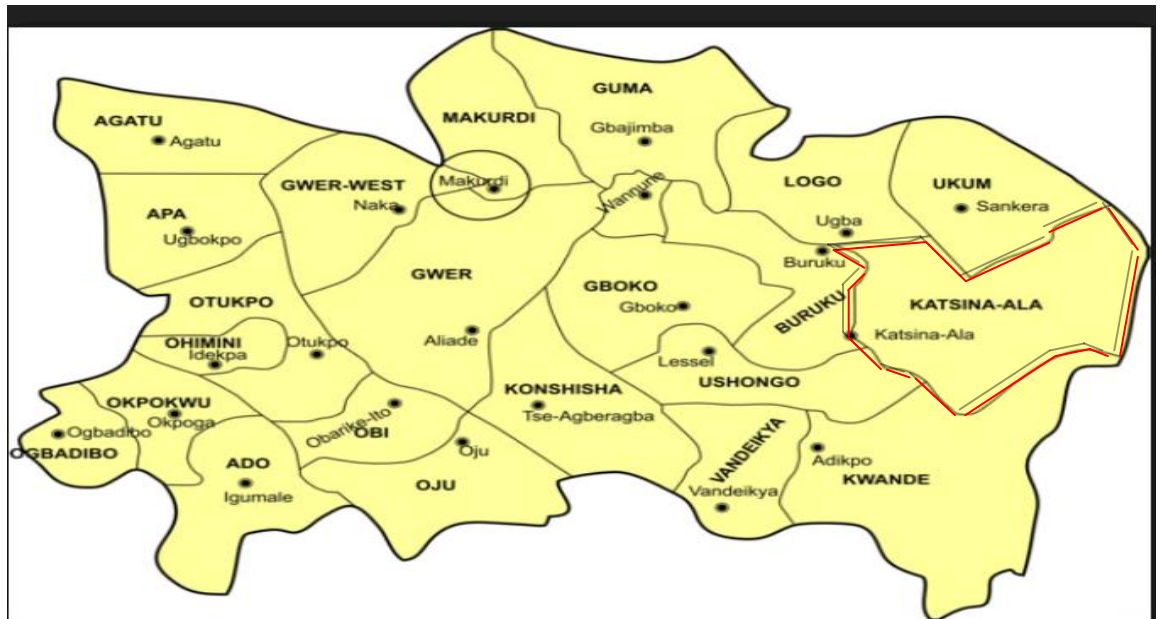 GUMA
MAKURDI
Gbajimba
AGATU
Agatu
Makurdi
GWER-WEST
Naka
Wannune
LOGO
UKUM
Sankera
APA
Ugbokpo
Ugba
Buruku
GWER
GBOKO
Gboko
BURUKU
KATSINA-ALA
Katsina-Ala
OTUKPO
OHIMINI
Idekpa
Otukpo
Aliade
Lessel
USHONGO
KONSHISHA
Tse-Agberagba
OKPOKWU
Okpoga
Ogbadibo
OGBADIBO
Obarike-Ito
OBI
Oju
ADO
Igumale
OJU
VANDEIKYA
Vandeikya
Adikpo
KWANDE